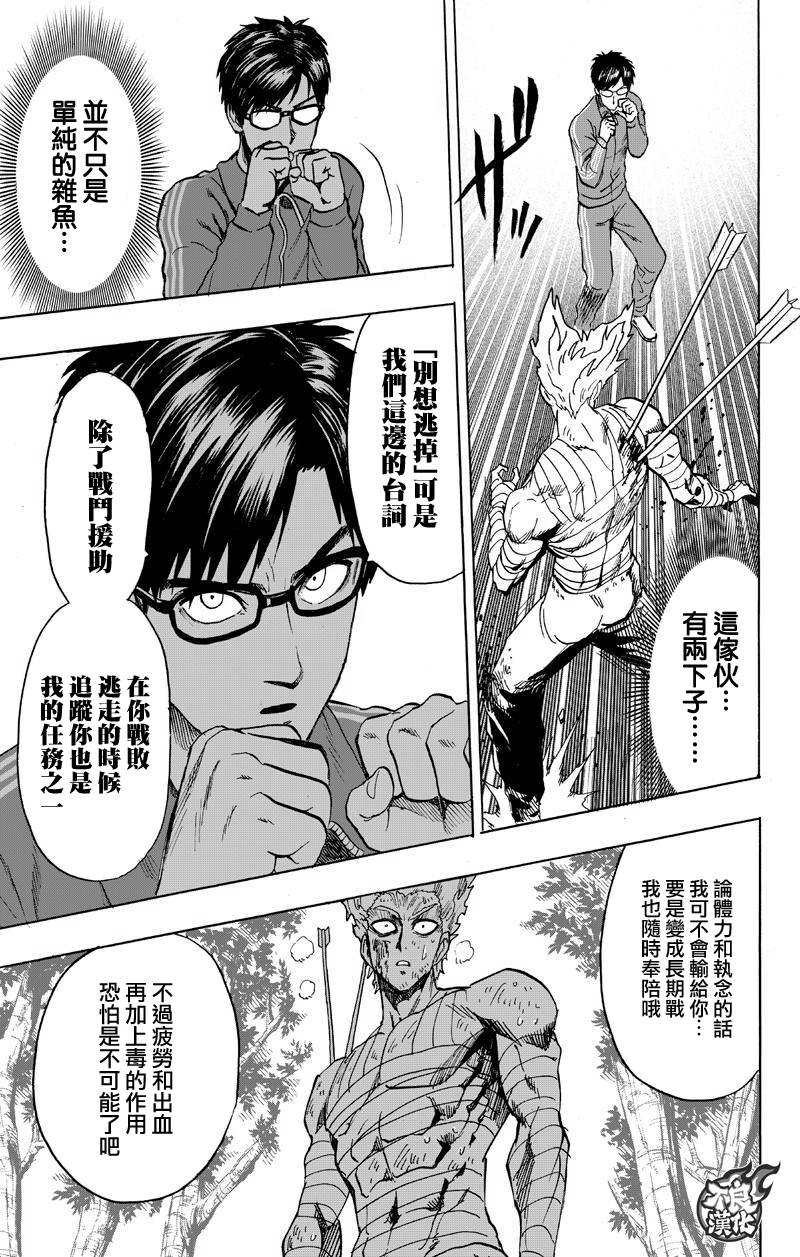 這傢伙…
有兩下子……
並不只是
單純的雜魚…
「別想逃掉」可是
我們這邊的台詞
除了戰鬥援助
在你戰敗
逃走的時候
追蹤你也是
我的任務之一
論體力和執念的話
我可不會輸給你…
要是變成長期戰
我也隨時奉陪哦
不過疲勞和出血
再加上毒的作用
恐怕是不可能了吧
浪漢化